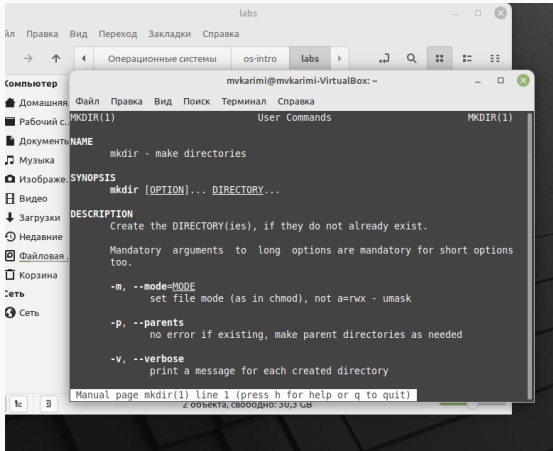 labs
йл Правка Вид Переход Закладки Справка
Операционные системы os-intro labs
Компьютер
Домашняя
Рабочий с...
Документы
Музыка
Изображе...
Видео
Загрузки
Недавние
Файловая ...
Корзина
Сеть
Сеть
mvkarimi@mvkarimi-VirtualBox: ~
Файл Правка Вид Поиск Терминал Справка
MKDIR(1) User Commands MKDIR(1)
NAME
mkdir - make directories
SYNOPSIS
mkdir [OPTION]... DIRECTORY...
DESCRIPTION
Create the DIRECTORY(ies), if they do not already exist.
Mandatory arguments to long options are mandatory for short options
too.
-m, --mode=MODE
set file mode (as in chmod), not a=rwx - umask
-p, --parents
no error if existing, make parent directories as needed
-v, --verbose
print a message for each created directory
Manual page mkdir(1) line 1 (press h for help or q to quit)
2 объекта, свободно: 30,3 GB